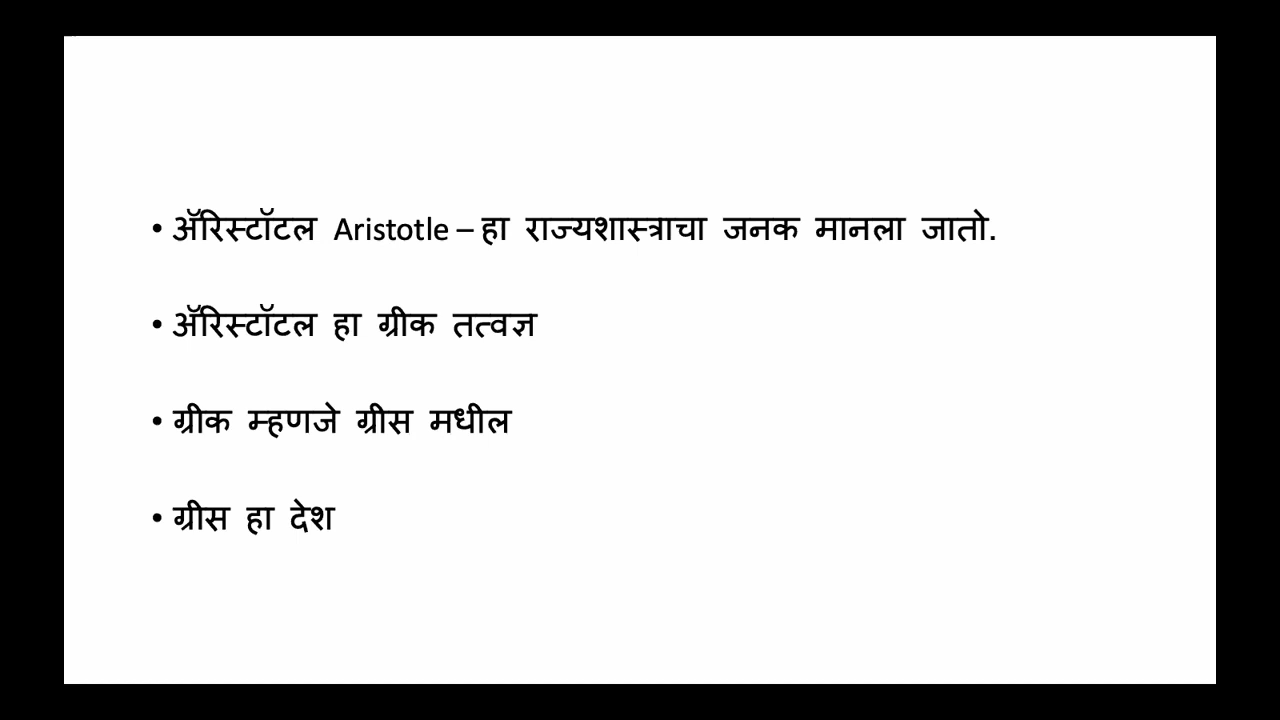 • ॲरिस्टॉटल Aristotle – हा राज्यशास्त्राचा जनक मानला जातो.
• ॲरिस्टॉटल हा ग्रीक तत्वज्ञ
• ग्रीक म्हणजे ग्रीस मधील
• ग्रीस हा देश